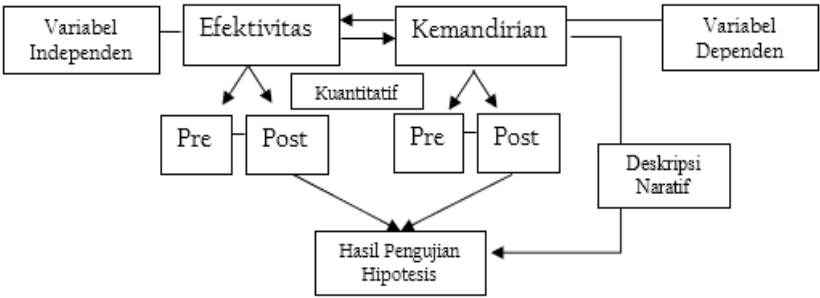 Variabel
Independen
Efektivitas
Kemandirian
Variabel
Dependen
Kuantitatif
Pre
Post
Pre
Post
Deskripsi
Naratif
Hasil Pengujian
Hipotesis